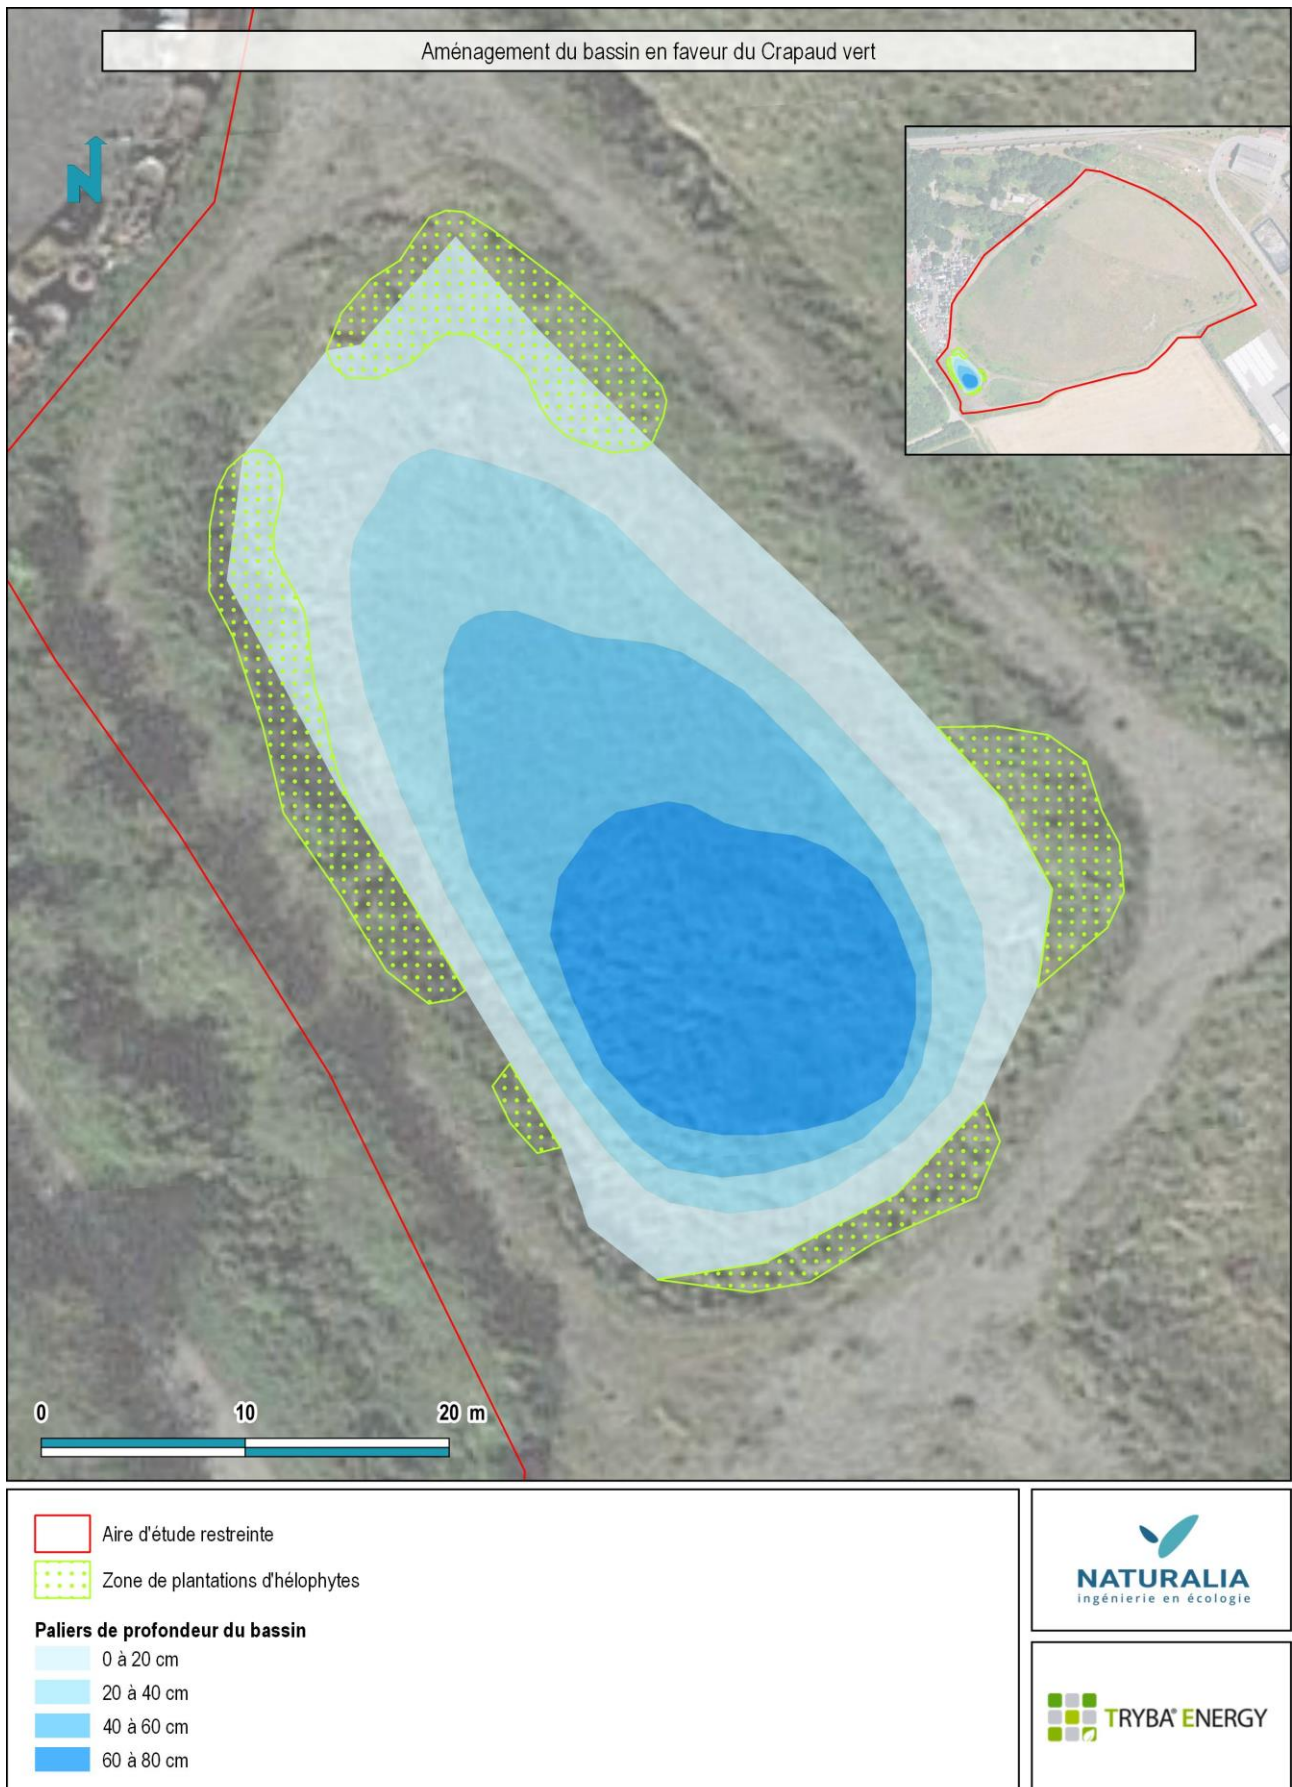 Aménagement du bassin en faveur du Crapaud vert
N
0 10 20 m
Aire d'étude restreinte
Zone de plantations d'hélophytes
Paliers de profondeur du bassin
0 à 20 cm
20 à 40 cm
40 à 60 cm
60 à 80 cm
NATURALIA
ingénierie en écologie
TRYBA® ENERGY